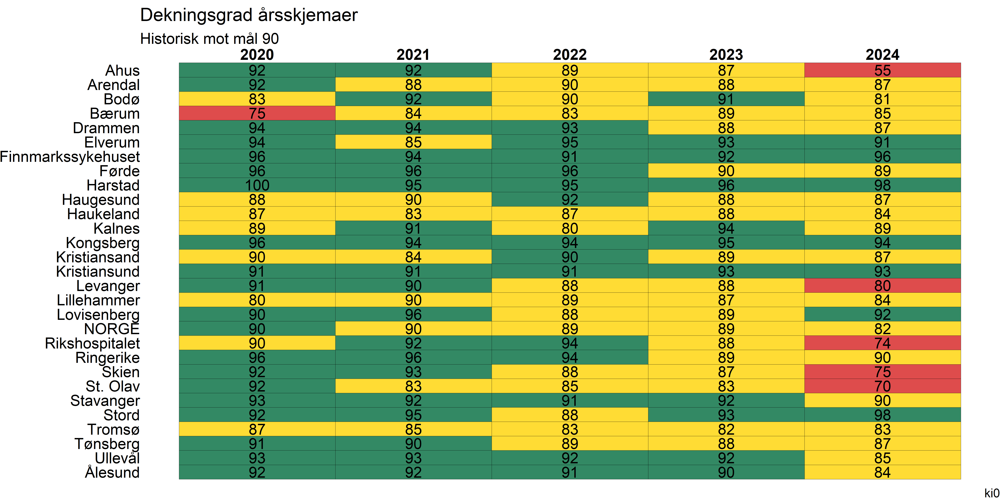 Dekningsgrad årsskjemaer
Historisk mot mål 90
2020 2021 2022 2023 2024
Ahus 92 92 89 87 55
Arendal 92 88 90 88 87
Bodø 83 92 90 91 81
Bærum 75 84 83 89 85
Drammen 94 94 93 88 87
Elverum 94 85 95 93 91
Finnmarkssykehuset 96 94 91 92 96
Førde 96 96 96 90 89
Harstad 100 95 95 96 98
Haugesund 88 90 92 88 87
Haukeland 87 83 87 88 84
Kalnes 89 91 80 94 89
Kongsberg 96 94 94 95 94
Kristiansand 90 84 90 89 87
Kristiansund 91 91 91 93 93
Levanger 91 90 88 88 80
Lillehammer 80 90 89 87 84
Lovisenberg 90 96 88 89 92
NORGE 90 90 89 89 82
Rikshospitalet 90 92 94 88 74
Ringerike 96 96 94 89 90
Skien 92 93 88 87 75
St. Olav 92 83 85 83 70
Stavanger 93 92 91 92 90
Stord 92 95 88 93 98
Tromsø 87 85 83 82 83
Tønsberg 91 90 89 88 87
Ullevål 93 93 92 92 85
Ålesund 92 92 91 90 84
ki0